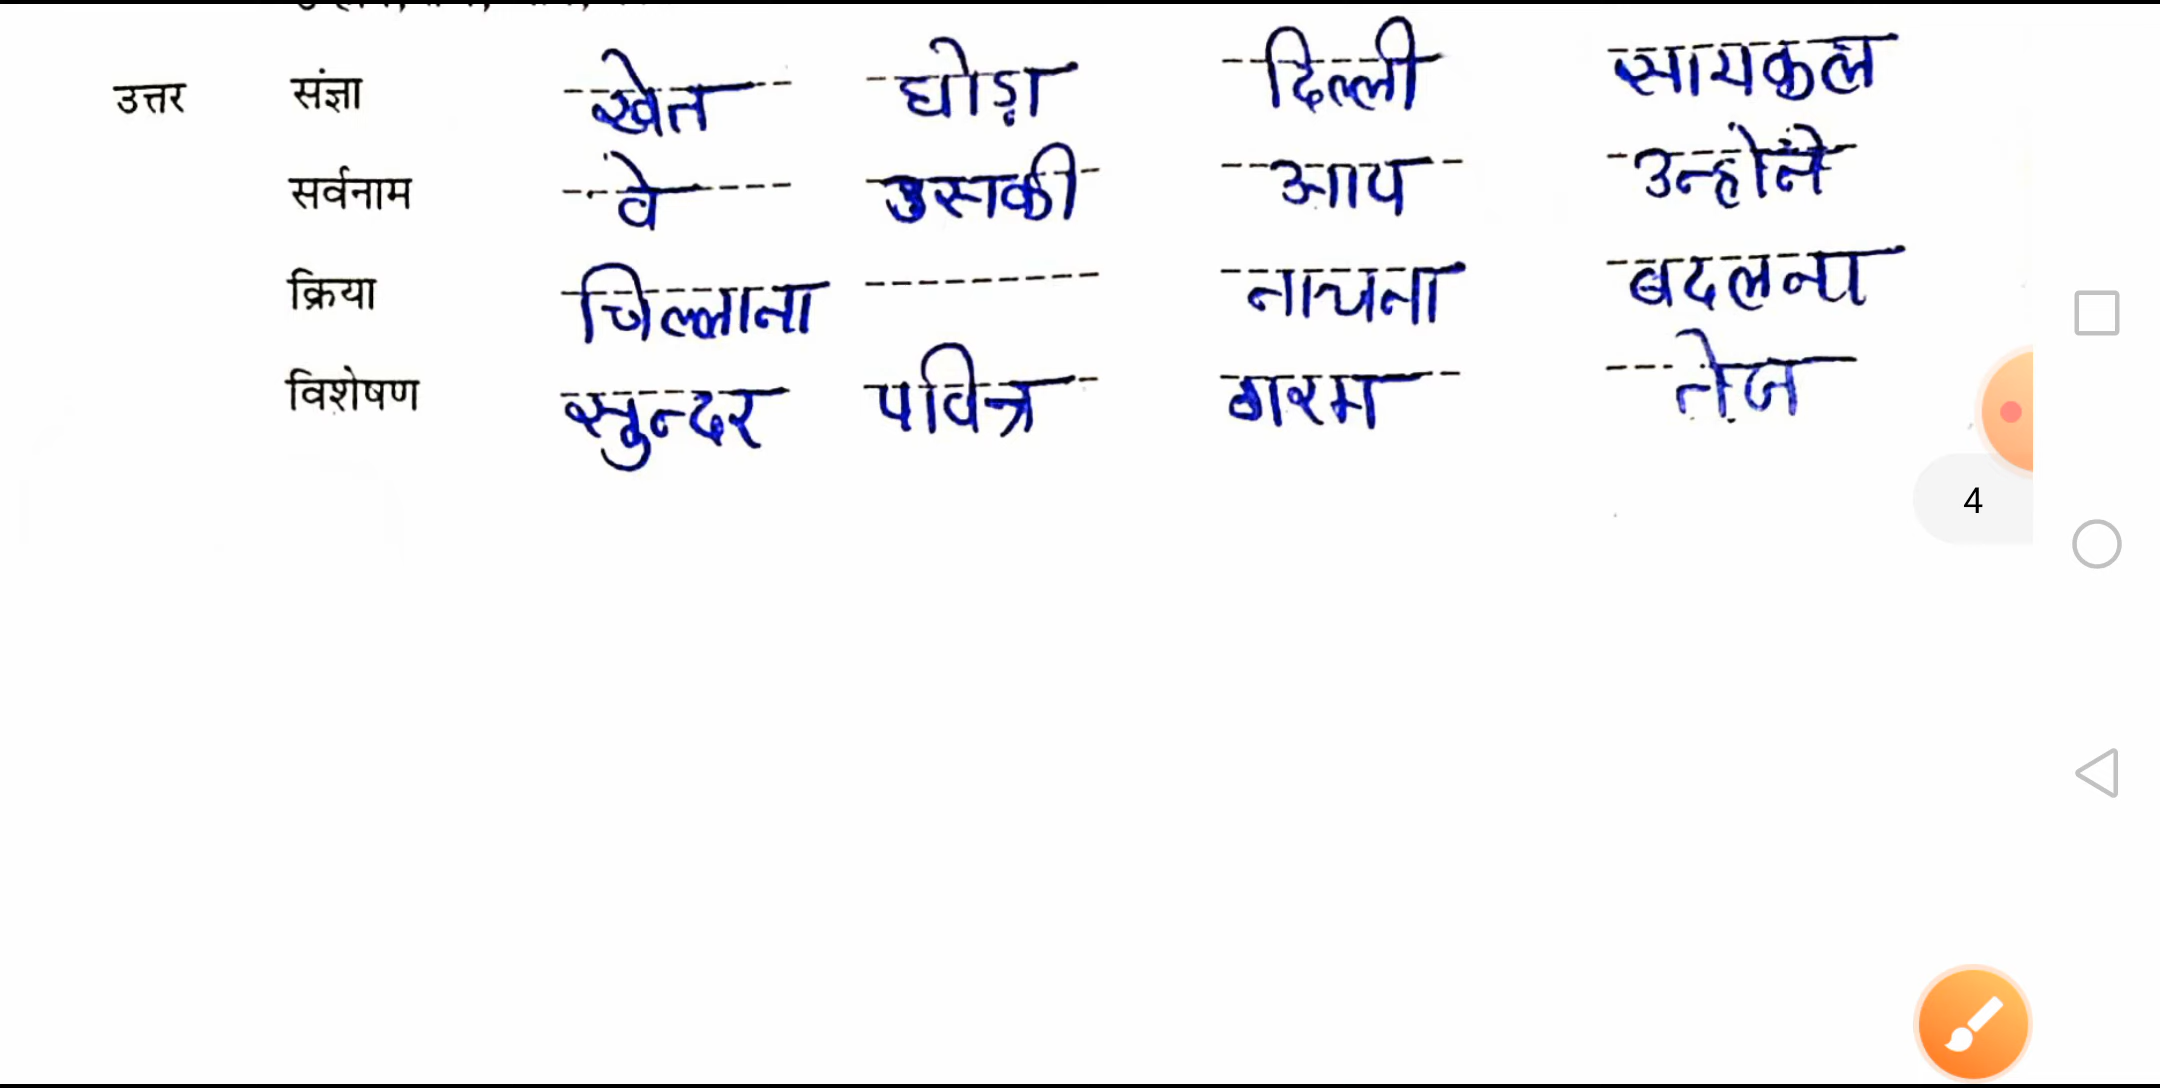 उत्तर संज्ञा खेत घोड़ा दिल्ली सायकल
सर्वनाम वे उसकी आप उन्होंने
क्रिया चिल्लाना --------- नाचना बदलना
विशेषण सुन्दर पवित्र गरम तेज
4